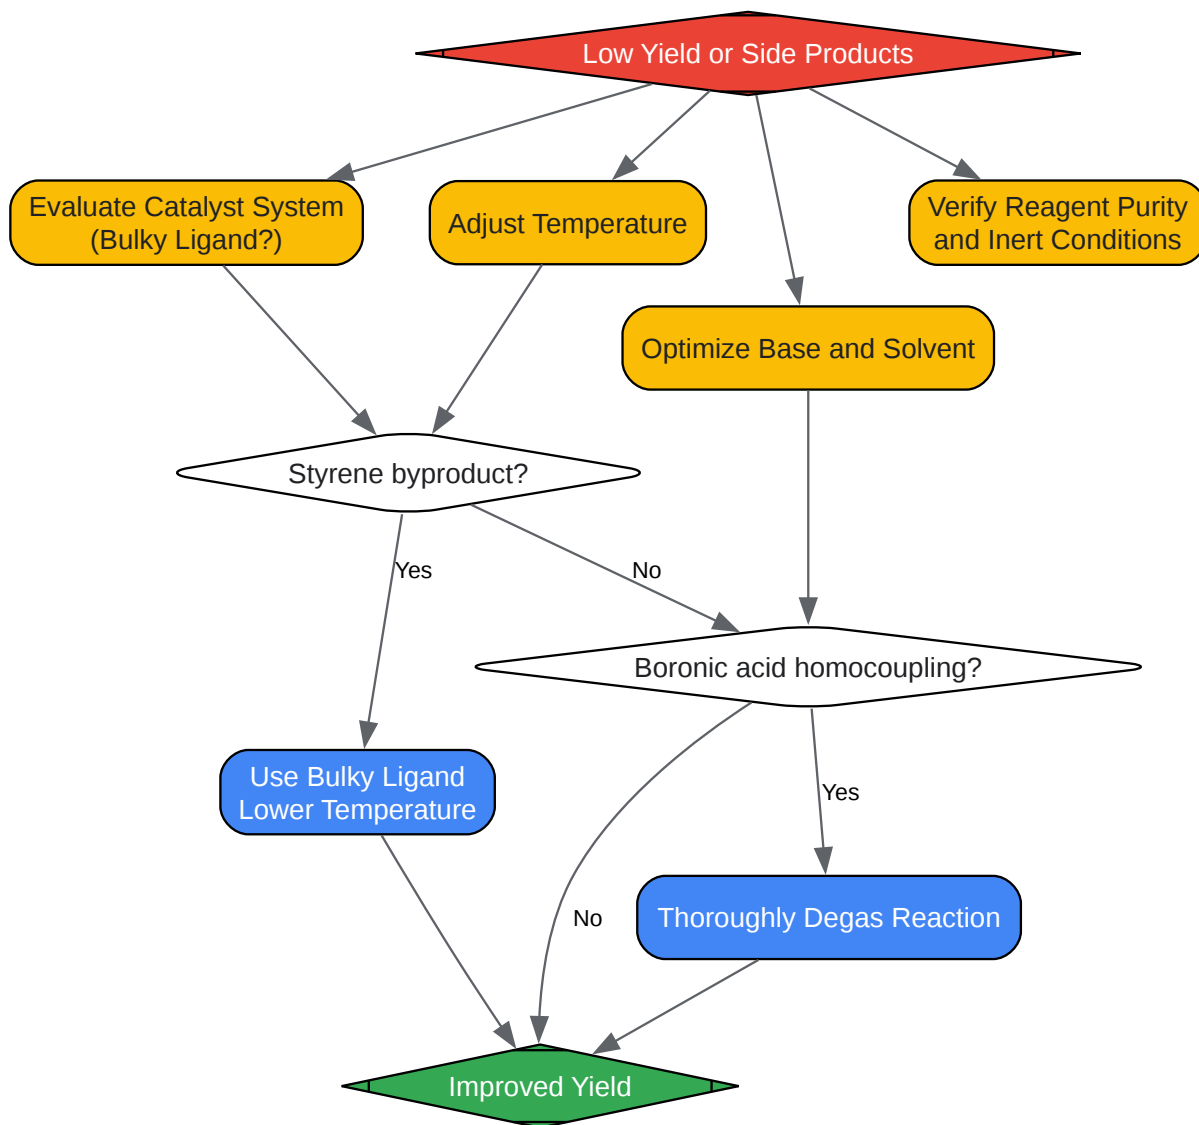 Low Yield or Side Products
Evaluate Catalyst System
(Bulky Ligand?)
Adjust Temperature
Verify Reagent Purity
and Inert Conditions
Optimize Base and Solvent
Styrene byproduct?
Yes
No
Boronic acid homocoupling?
Use Bulky Ligand
Lower Temperature
Yes
No
Thoroughly Degas Reaction
Improved Yield